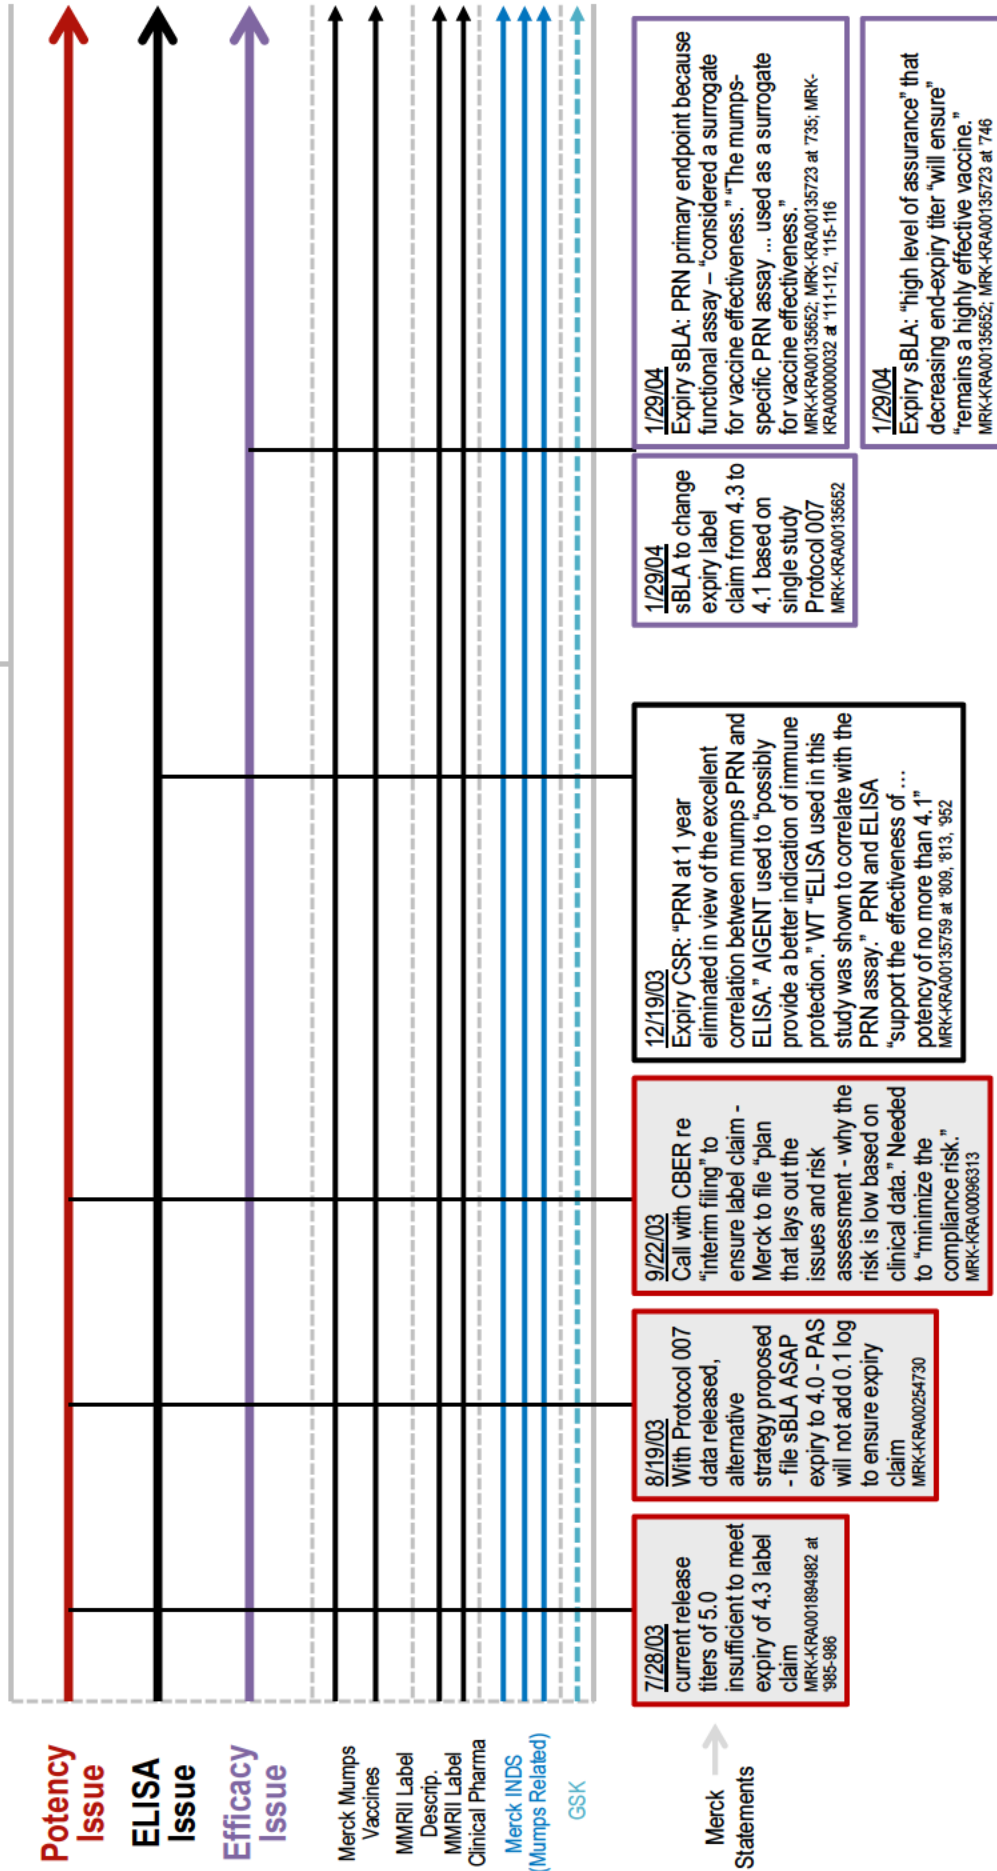 Potency
Issue
ELISA
Issue
Efficacy
Issue
Merck Mumps
Vaccines
MMRII Label
Descrip.
MMRII Label
Clinical Pharma
Merck INDS
(Mumps Related)
GSK
Merck
Statements
7/28/03
current release
titers of 5.0
insufficient to meet
expiry of 4.3 label
claim
MRK-KRA001894982 at
'985-986
8/19/03
With Protocol 007
data released,
alternative
strategy proposed
- file sBLA ASAP
expiry to 4.0 - PAS
will not add 0.1 log
to ensure expiry
claim
MRK-KRA00254730
9/22/03
Call with CBER re
“interim filing” to
ensure label claim -
Merck to file “plan
that lays out the
issues and risk
assessment - why the
risk is low based on
clinical data.” Needed
to “minimize the
compliance risk.”
MRK-KRA00096313
12/19/03
Expiry CSR: “PRN at 1 year
eliminated in view of the excellent
correlation between mumps PRN and
ELISA.” AIGENT used to “possibly
provide a better indication of immune
protection.” WT “ELISA used in this
study was shown to correlate with the
PRN assay.” PRN and ELISA
“support the effectiveness of …
potency of no more than 4.1”
MRK-KRA00135759 at '809, '813, '952
1/29/04
sBLA to change
expiry label
claim from 4.3 to
4.1 based on
single study
Protocol 007
MRK-KRA00135652
1/29/04
Expiry sBLA: PRN primary endpoint because
functional assay – “considered a surrogate
for vaccine effectiveness.” “The mumps-
specific PRN assay ... used as a surrogate
for vaccine effectiveness.”
MRK-KRA00135652; MRK-KRA00135723 at '735; MRK-
KRA00000032 at '111-112, '115-116
1/29/04
Expiry sBLA: “high level of assurance” that
decreasing end-expiry titer “will ensure”
“remains a highly effective vaccine.”
MRK-KRA00135652; MRK-KRA00135723 at '746